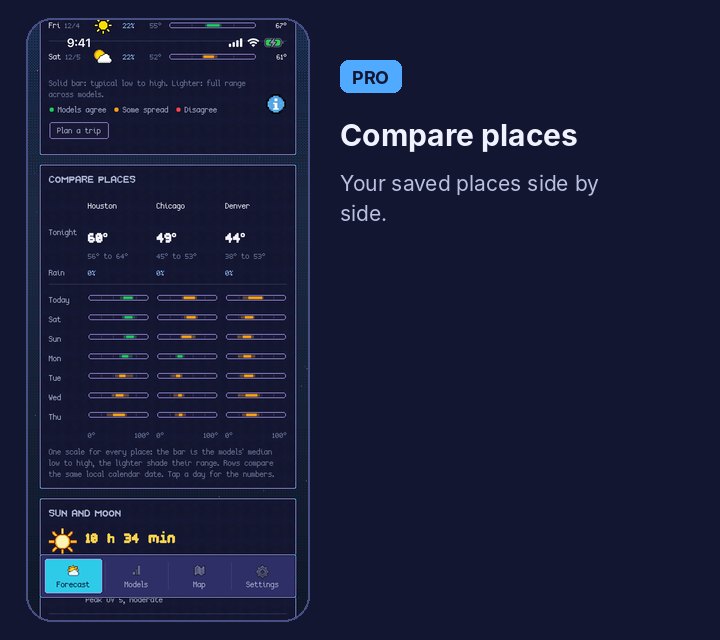 Fri 12/4 22% 55°
9:41
Sat 12/5 22% 52° 61°
Solid bar: typical low to high. Lighter: full range
across models.
Models agree Some spread Disagree
Plan a trip
COMPARE PLACES
Houston Chicago Denver
Tonight 60° 49° 44°
56° to 64° 45° to 53° 38° to 53°
Rain 0% 0% 0%
Today
Sat
Sun
Mon
Tue
Wed
Thu
0° 100° 0° 100° 0° 100°
One scale for every place: the bar is the models' median
low to high, the lighter shade their range. Rows compare
the same local calendar date. Tap a day for the numbers.
SUN AND MOON
10 h 34 min
Forecast Models Map Settings
Peak UV 5, moderate
PRO
Compare places
Your saved places side by
side.